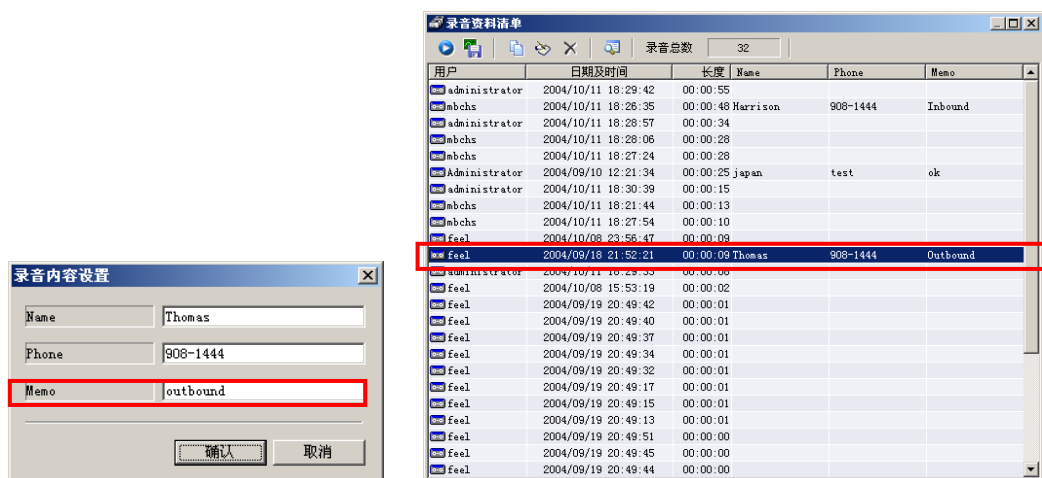 录音内容设置
Name Thomas
Phone 908-1444
Memo outbound
确认 取消
录音资料清单
录音总数 32
用户 日期及时间 长度 Name Phone Memo
administrator 2004/10/11 18:29:42 00:00:55
mbchs 2004/10/11 18:26:35 00:00:48 Harrison 908-1444 Inbound
administrator 2004/10/11 18:28:57 00:00:34
mbchs 2004/10/11 18:28:06 00:00:28
mbchs 2004/10/11 18:27:24 00:00:28
Administrator 2004/09/10 12:21:34 00:00:25 japan test ok
administrator 2004/10/11 18:30:39 00:00:15
mbchs 2004/10/11 18:21:44 00:00:13
mbchs 2004/10/11 18:27:54 00:00:10
feel 2004/10/08 23:56:47 00:00:09
feel 2004/09/18 21:52:21 00:00:09 Thomas 908-1444 Outbound
administrator 2004/10/11 18:29:35 00:00:08
feel 2004/10/08 15:53:19 00:00:02
feel 2004/09/19 20:49:42 00:00:01
feel 2004/09/19 20:49:40 00:00:01
feel 2004/09/19 20:49:37 00:00:01
feel 2004/09/19 20:49:34 00:00:01
feel 2004/09/19 20:49:32 00:00:01
feel 2004/09/19 20:49:17 00:00:01
feel 2004/09/19 20:49:15 00:00:01
feel 2004/09/19 20:49:13 00:00:01
feel 2004/09/19 20:49:51 00:00:00
feel 2004/09/19 20:49:45 00:00:00
feel 2004/09/19 20:49:44 00:00:00